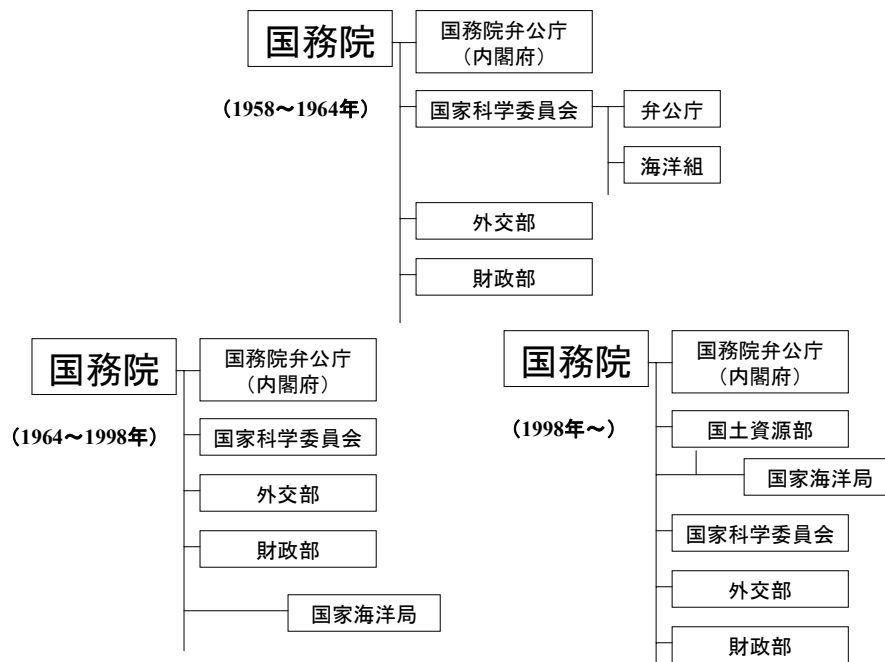 国務院
国務院弁公庁
（内閣府）
（1958～1964年）
国家科学委員会
弁公庁
海洋組
外交部
財政部
国務院
国務院弁公庁
（内閣府）
（1964～1998年）
国家科学委員会
外交部
財政部
国家海洋局
国務院
国務院弁公庁
（内閣府）
（1998年～）
国土資源部
国家海洋局
国家科学委員会
外交部
財政部